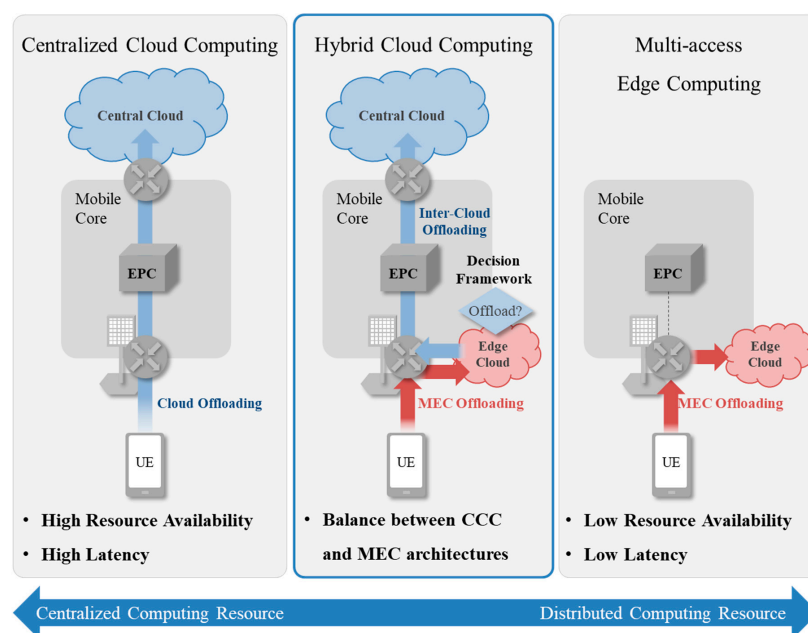 Centralized Cloud Computing
Central Cloud
Mobile
Core
EPC
Cloud Offloading
UE
• High Resource Availability
• High Latency
Hybrid Cloud Computing
Central Cloud
Mobile
Core
Inter-Cloud
Offloading
EPC
Decision
Framework
Offload?
Edge
Cloud
MEC Offloading
UE
• Balance between CCC
and MEC architectures
Multi-access
Edge Computing
Mobile
Core
EPC
Edge
Cloud
MEC Offloading
UE
• Low Resource Availability
• Low Latency
Centralized Computing Resource
Distributed Computing Resource